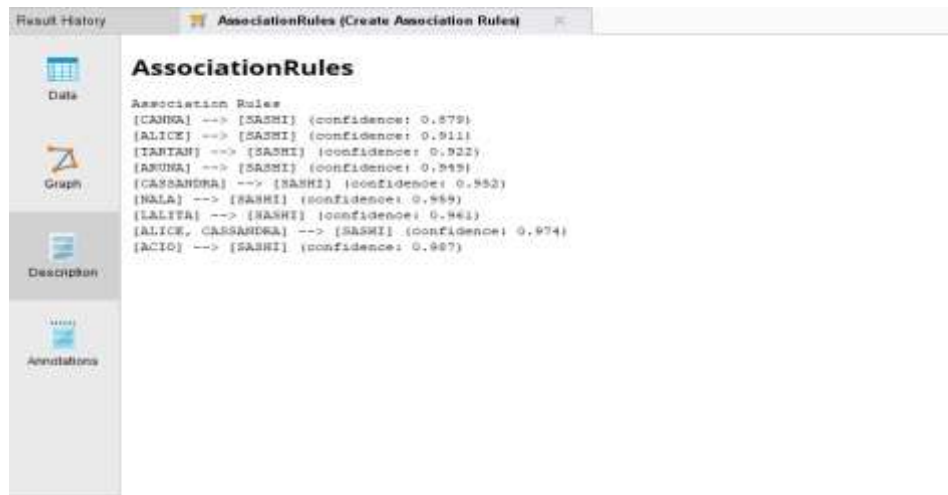 Result History
AssociationRules (Create Association Rules)
Data
Graph
Description
Annotations
AssociationRules
Association Rules
[CANNA] --> [SASHI] (confidence: 0.879)
[ALICE] --> [SASHI] (confidence: 0.911)
[TARTAN] --> [SASHI] (confidence: 0.922)
[ARUNA] --> [SASHI] (confidence:
[CASSANDRA] --> [SASHI] (confidence: 0.952)
[NALA] --> [SASHI] (confidence: 0.959)
[LALITA] --> [SASHI] (confidence: 0.961)
[ALICE, CASSANDRA] --> [SASHI] (confidence: 0.974)
[ACIO] --> [SASHI] (confidence: 0.987)